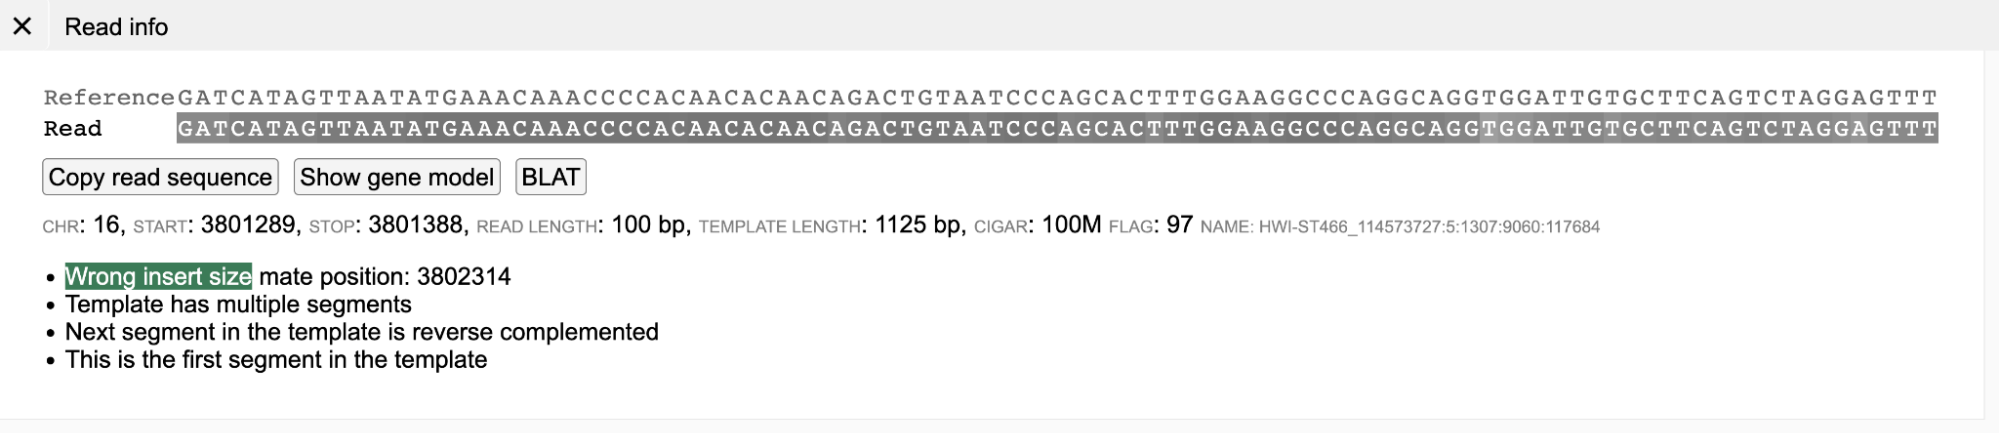 × Read info
Reference GATCATAGTTAATATGAAACAAACCCCACAACACAACAGACTGTAATCCCAGCACTTTGGAAGGCCCAGGCAGGTGGATTGTGCTTCAGTCTAGGAGTTT
Read GATCATAGTTAATATGAAACAAACCCCACAACACAACAGACTGTAATCCCAGCACTTTGGAAGGCCCAGGCAGGTGGATTGTGCTTCAGTCTAGGAGTTT
Copy read sequence Show gene model BLAT
CHR: 16, START: 3801289, STOP: 3801388, READ LENGTH: 100 bp, TEMPLATE LENGTH: 1125 bp, CIGAR: 100M FLAG: 97 NAME: HWI-ST466_114573727:5:1307:9060:117684
• Wrong insert size mate position: 3802314
• Template has multiple segments
• Next segment in the template is reverse complemented
• This is the first segment in the template